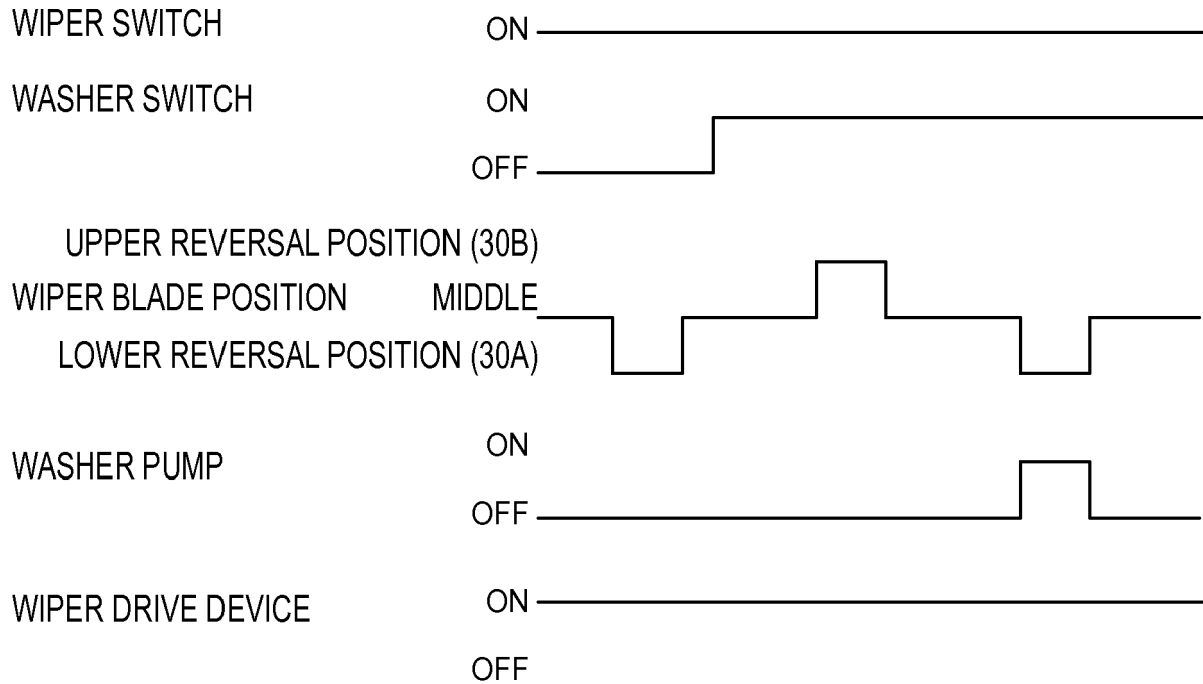 WIPER SWITCH ON
WASHER SWITCH ON
OFF
UPPER REVERSAL POSITION (30B)
WIPER BLADE POSITION MIDDLE
LOWER REVERSAL POSITION (30A)
ON
WASHER PUMP
OFF
WIPER DRIVE DEVICE ON
OFF